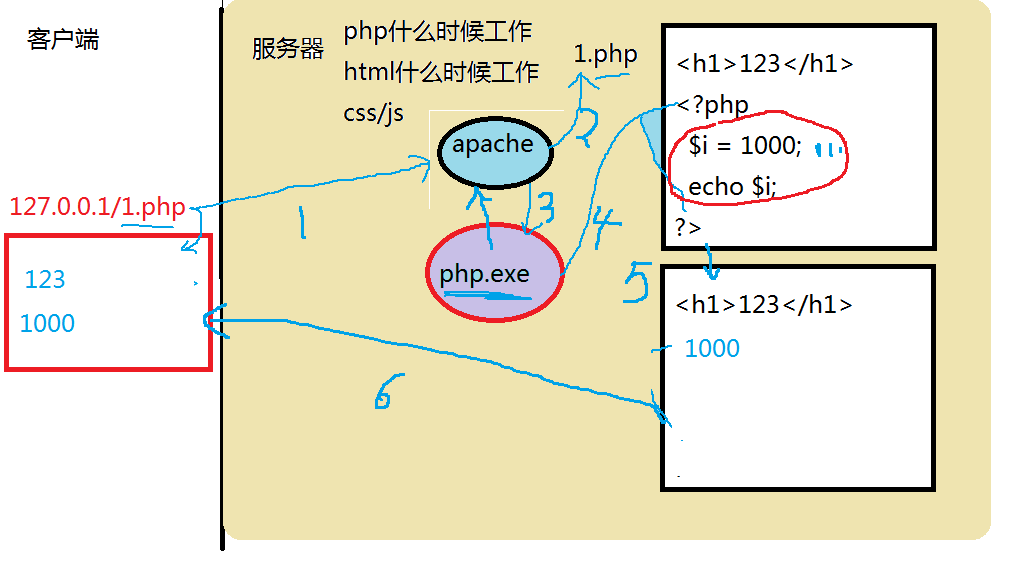 客户端
服务器
php什么时候工作
html什么时候工作
css/js
1.php
apache
php.exe
127.0.0.1/1.php
123
1000
<h1>123</h1>
<?php
$i = 1000;
echo $i;
?>
<h1>123</h1>
1000
1
2
3
4
5
6